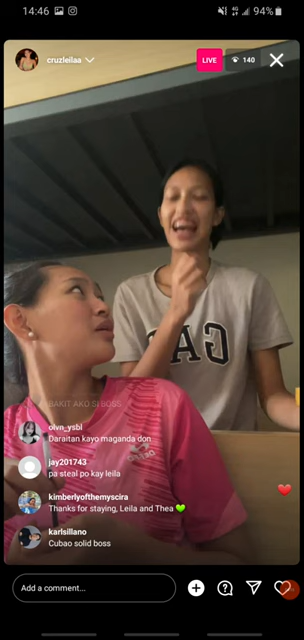 14:46
4G
94%
cruzleilaa
LIVE
140
GAP
BAKIT AKO SI BOSS
olvn_ysbl
Daraitan kayo maganda don
jay201743
pa steal po kay leila
kimberlyofthemyscira
Thanks for staying, Leila and Thea 💚
karlsillano
Cubao solid boss
Add a comment...